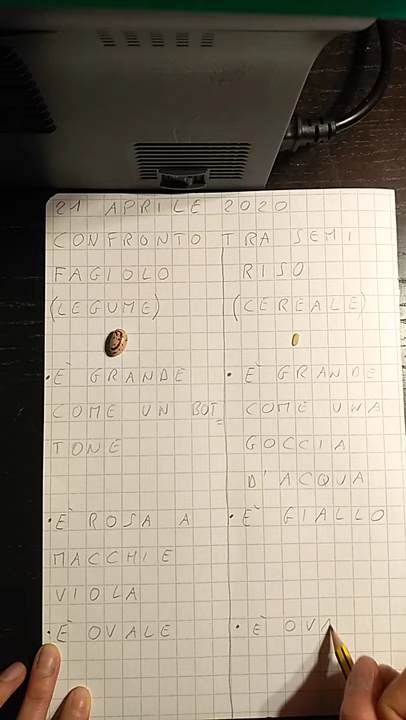 21 APRILE 2020
CONFRONTO TRA SEMI
FAGIOLO
(LEGUME)
• È GRANDE
COME UN BOT=
TONE
• È ROSA A
MACCHIE
VIOLA
• È OVALE
RISO
(CEREALE)
• È GRANDE
COME UNA
GOCCIA
D'ACQUA
• È GIALLO
• È OVA